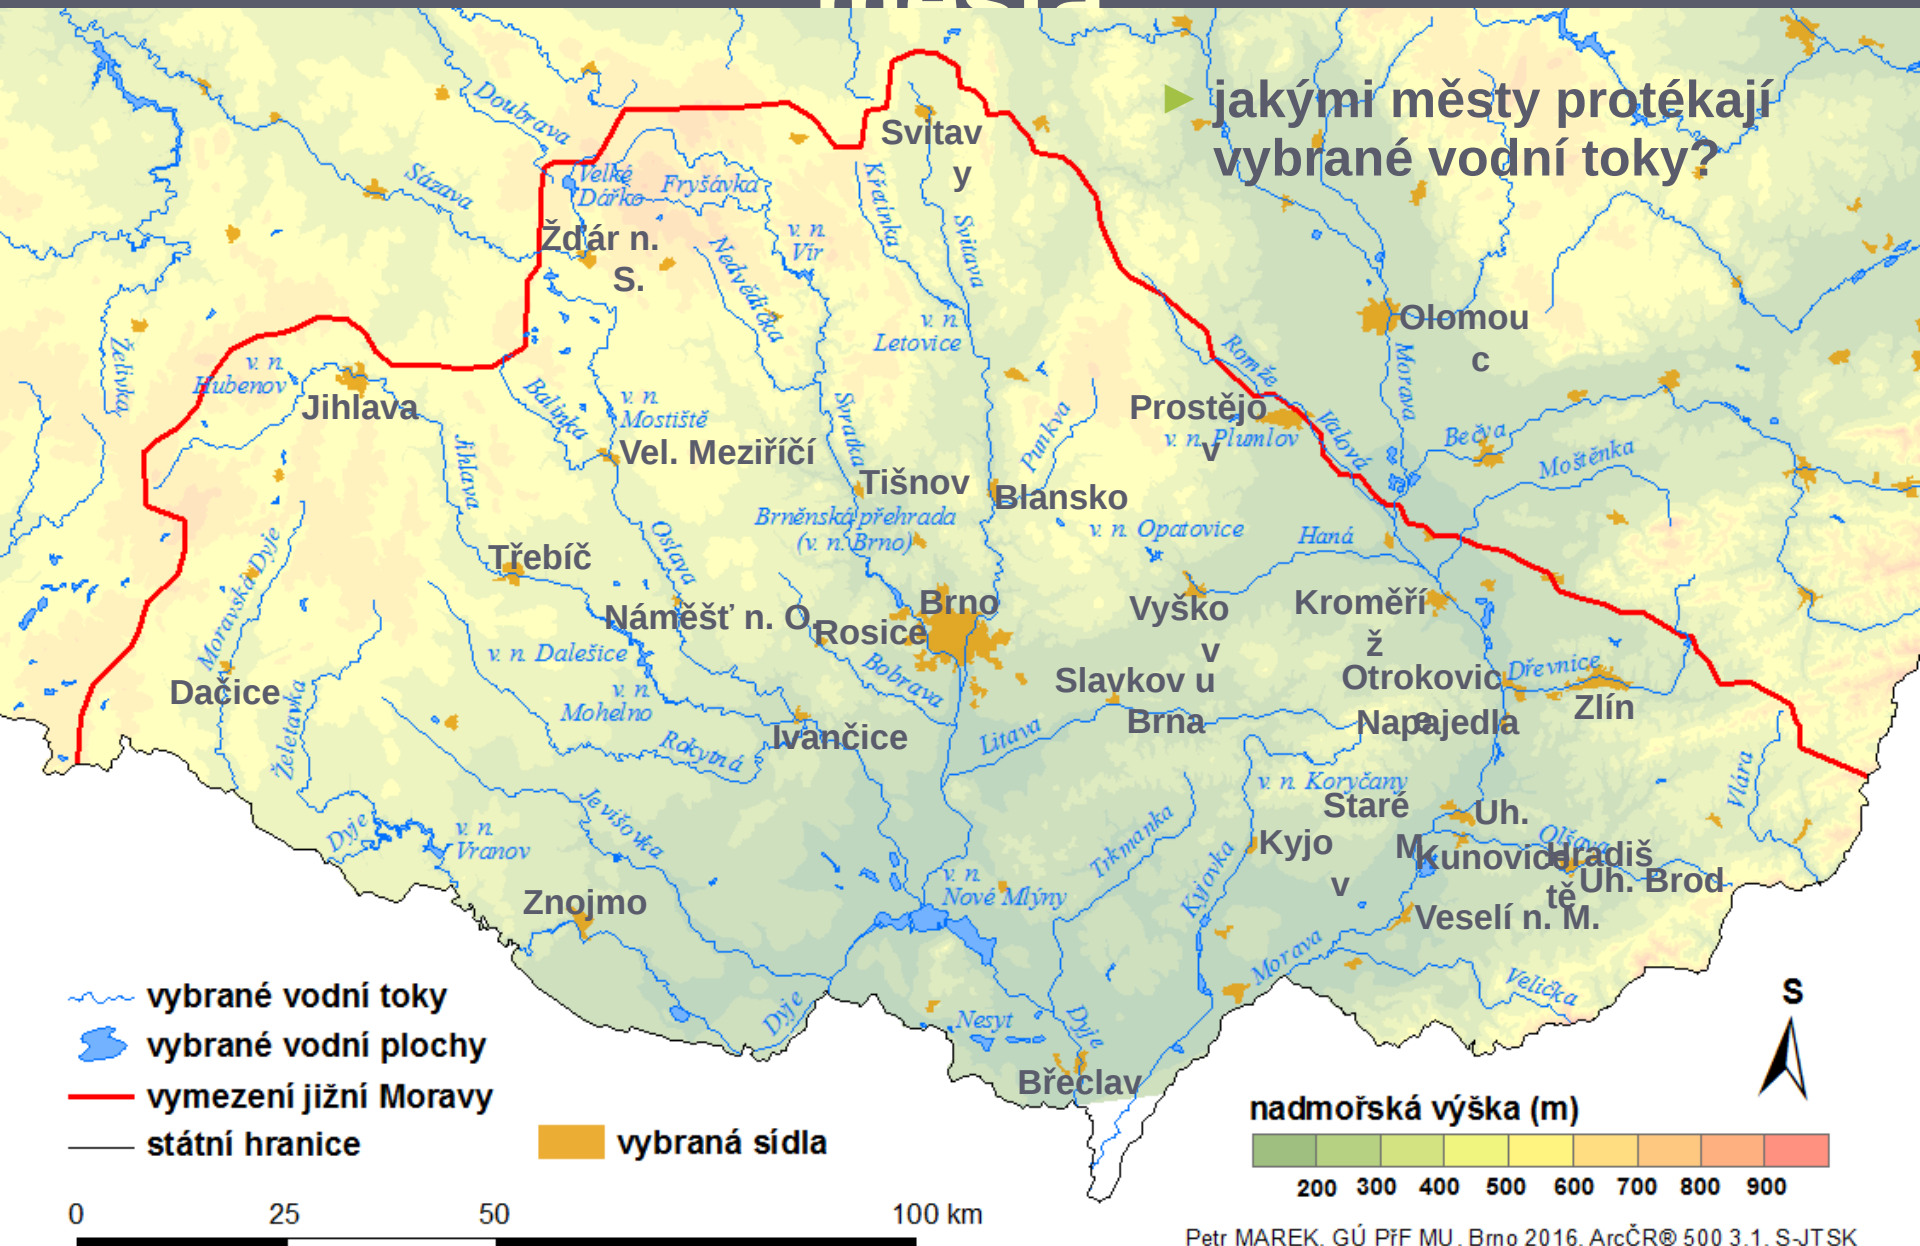 města
jakými městy protékají
vybrané vodní toky?
Doubrava
Sázava
Velké
Dářko
Fryšávka
Svitav
y
Křetínka
Svitava
v. n.
Vír
Nedvědička
Žďár n.
S.
Želivka
v. n.
Hubenov
Jihlava
Balinka
v. n.
Mostiště
Vel. Meziříčí
v. n.
Letovice
Svratka
Punkva
Romže
Olomou
c
Morava
Prostějo
v
v. n. Plumlov
Valová
Bečva
Moštěnka
Jihlava
Tišnov
Blansko
Brněnská přehrada
(v. n. Brno)
v. n. Opatovice
Haná
Moravská Dyje
Třebíč
Oslava
Náměšť n. O.
Rosice
Brno
Vyško
v
Kroměří
ž
Bobrava
v. n. Dalešice
v. n.
Mohelno
Dačice
Želetavka
Rokytná
Ivančice
Litava
Slavkov u
Brna
Otrokovic
e
Napajedla
Dřevnice
Zlín
Vlára
v. n. Koryčany
Staré
M.
Uh.
Hradiš
tě
Kunovice
Olšava
Uh. Brod
Veselí n. M.
Kyjo
v
Kyjovka
Trkmanka
Jevišovka
Dyje
v. n.
Vranov
Znojmo
v. n.
Nové Mlýny
Morava
Velička
Dyje
Nesyt
Dyje
Břeclav
vybrané vodní toky
vybrané vodní plochy
vymezení jižní Moravy
státní hranice
vybraná sídla
0 25 50 100 km
S
nadmořská výška (m)
200 300 400 500 600 700 800 900
Petr MAREK, GÚ PřF MU, Brno 2016, ArcČR® 500 3.1, S-JTSK